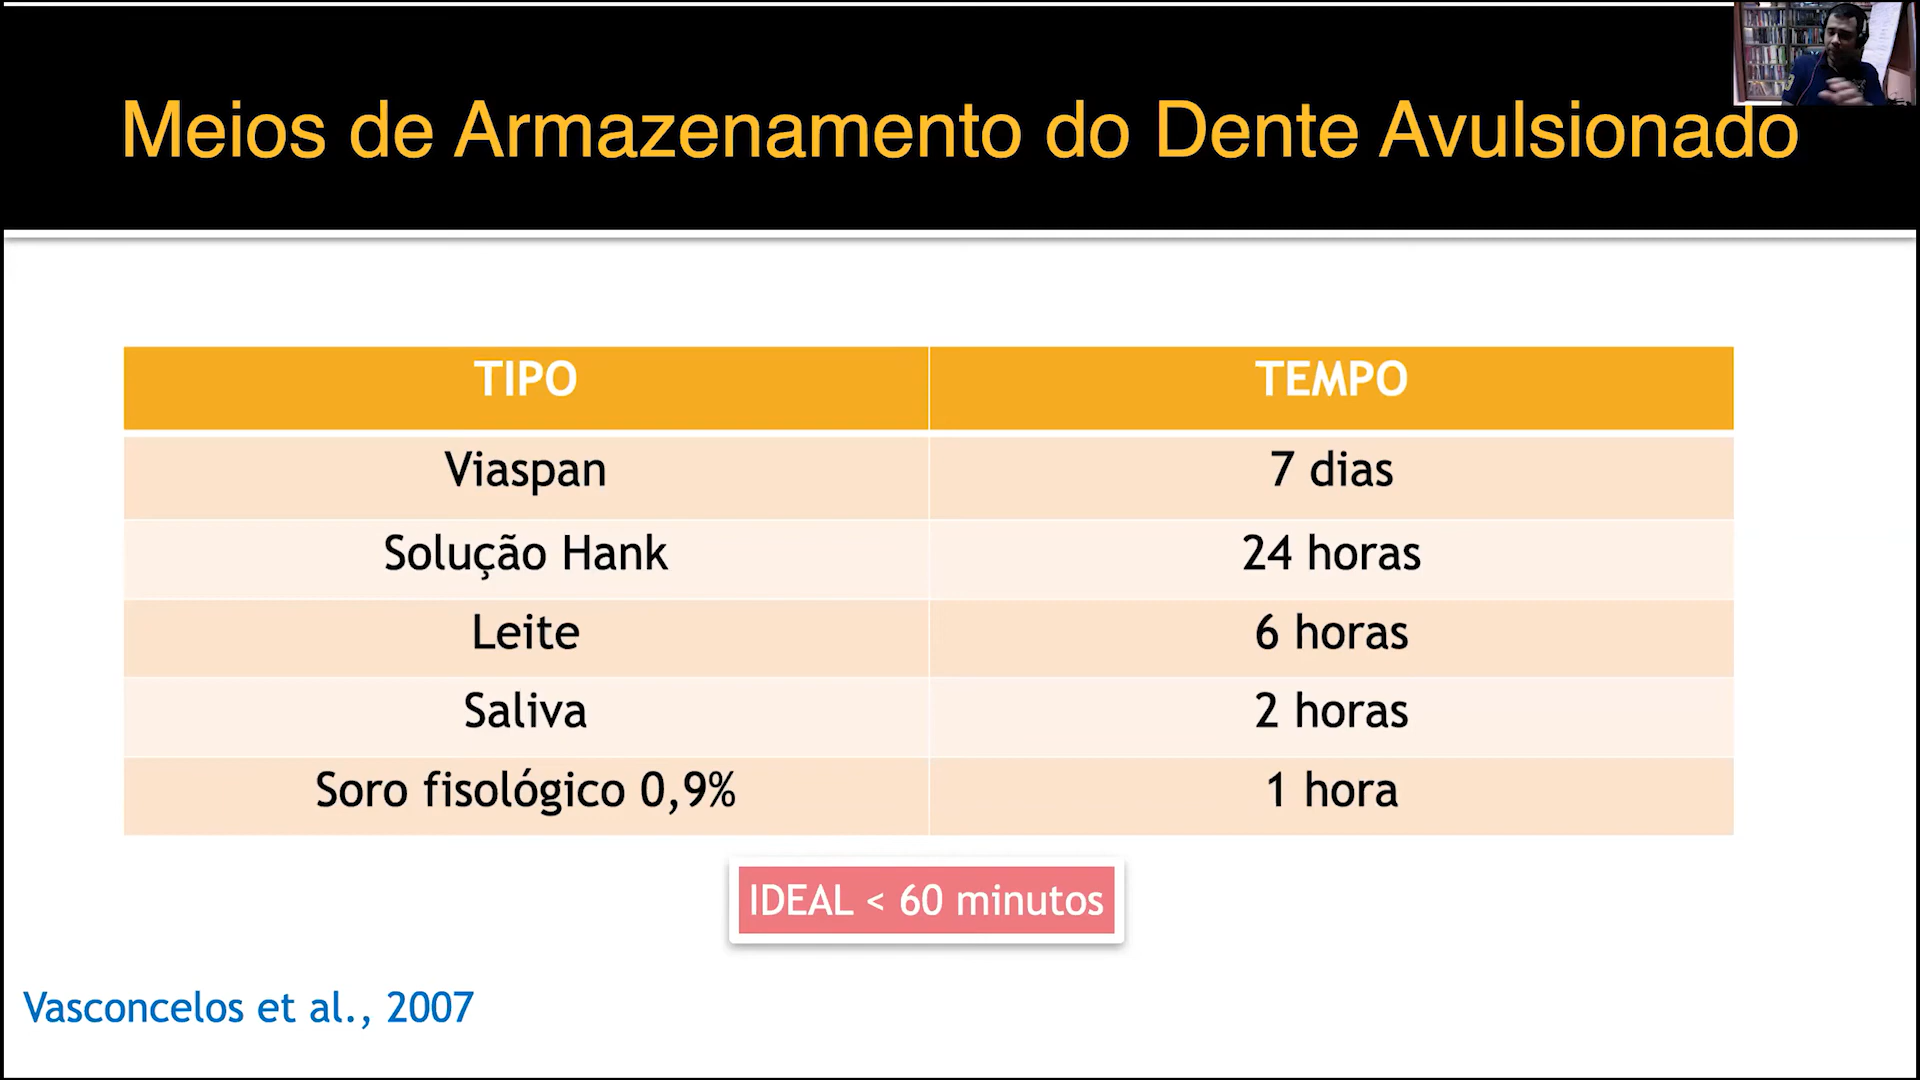 Meios de Armazenamento do Dente Avulsionado
TIPO TEMPO
Viaspan 7 dias
Solução Hank 24 horas
Leite 6 horas
Saliva 2 horas
Soro fisológico 0,9% 1 hora
IDEAL < 60 minutos
Vasconcelos et al., 2007